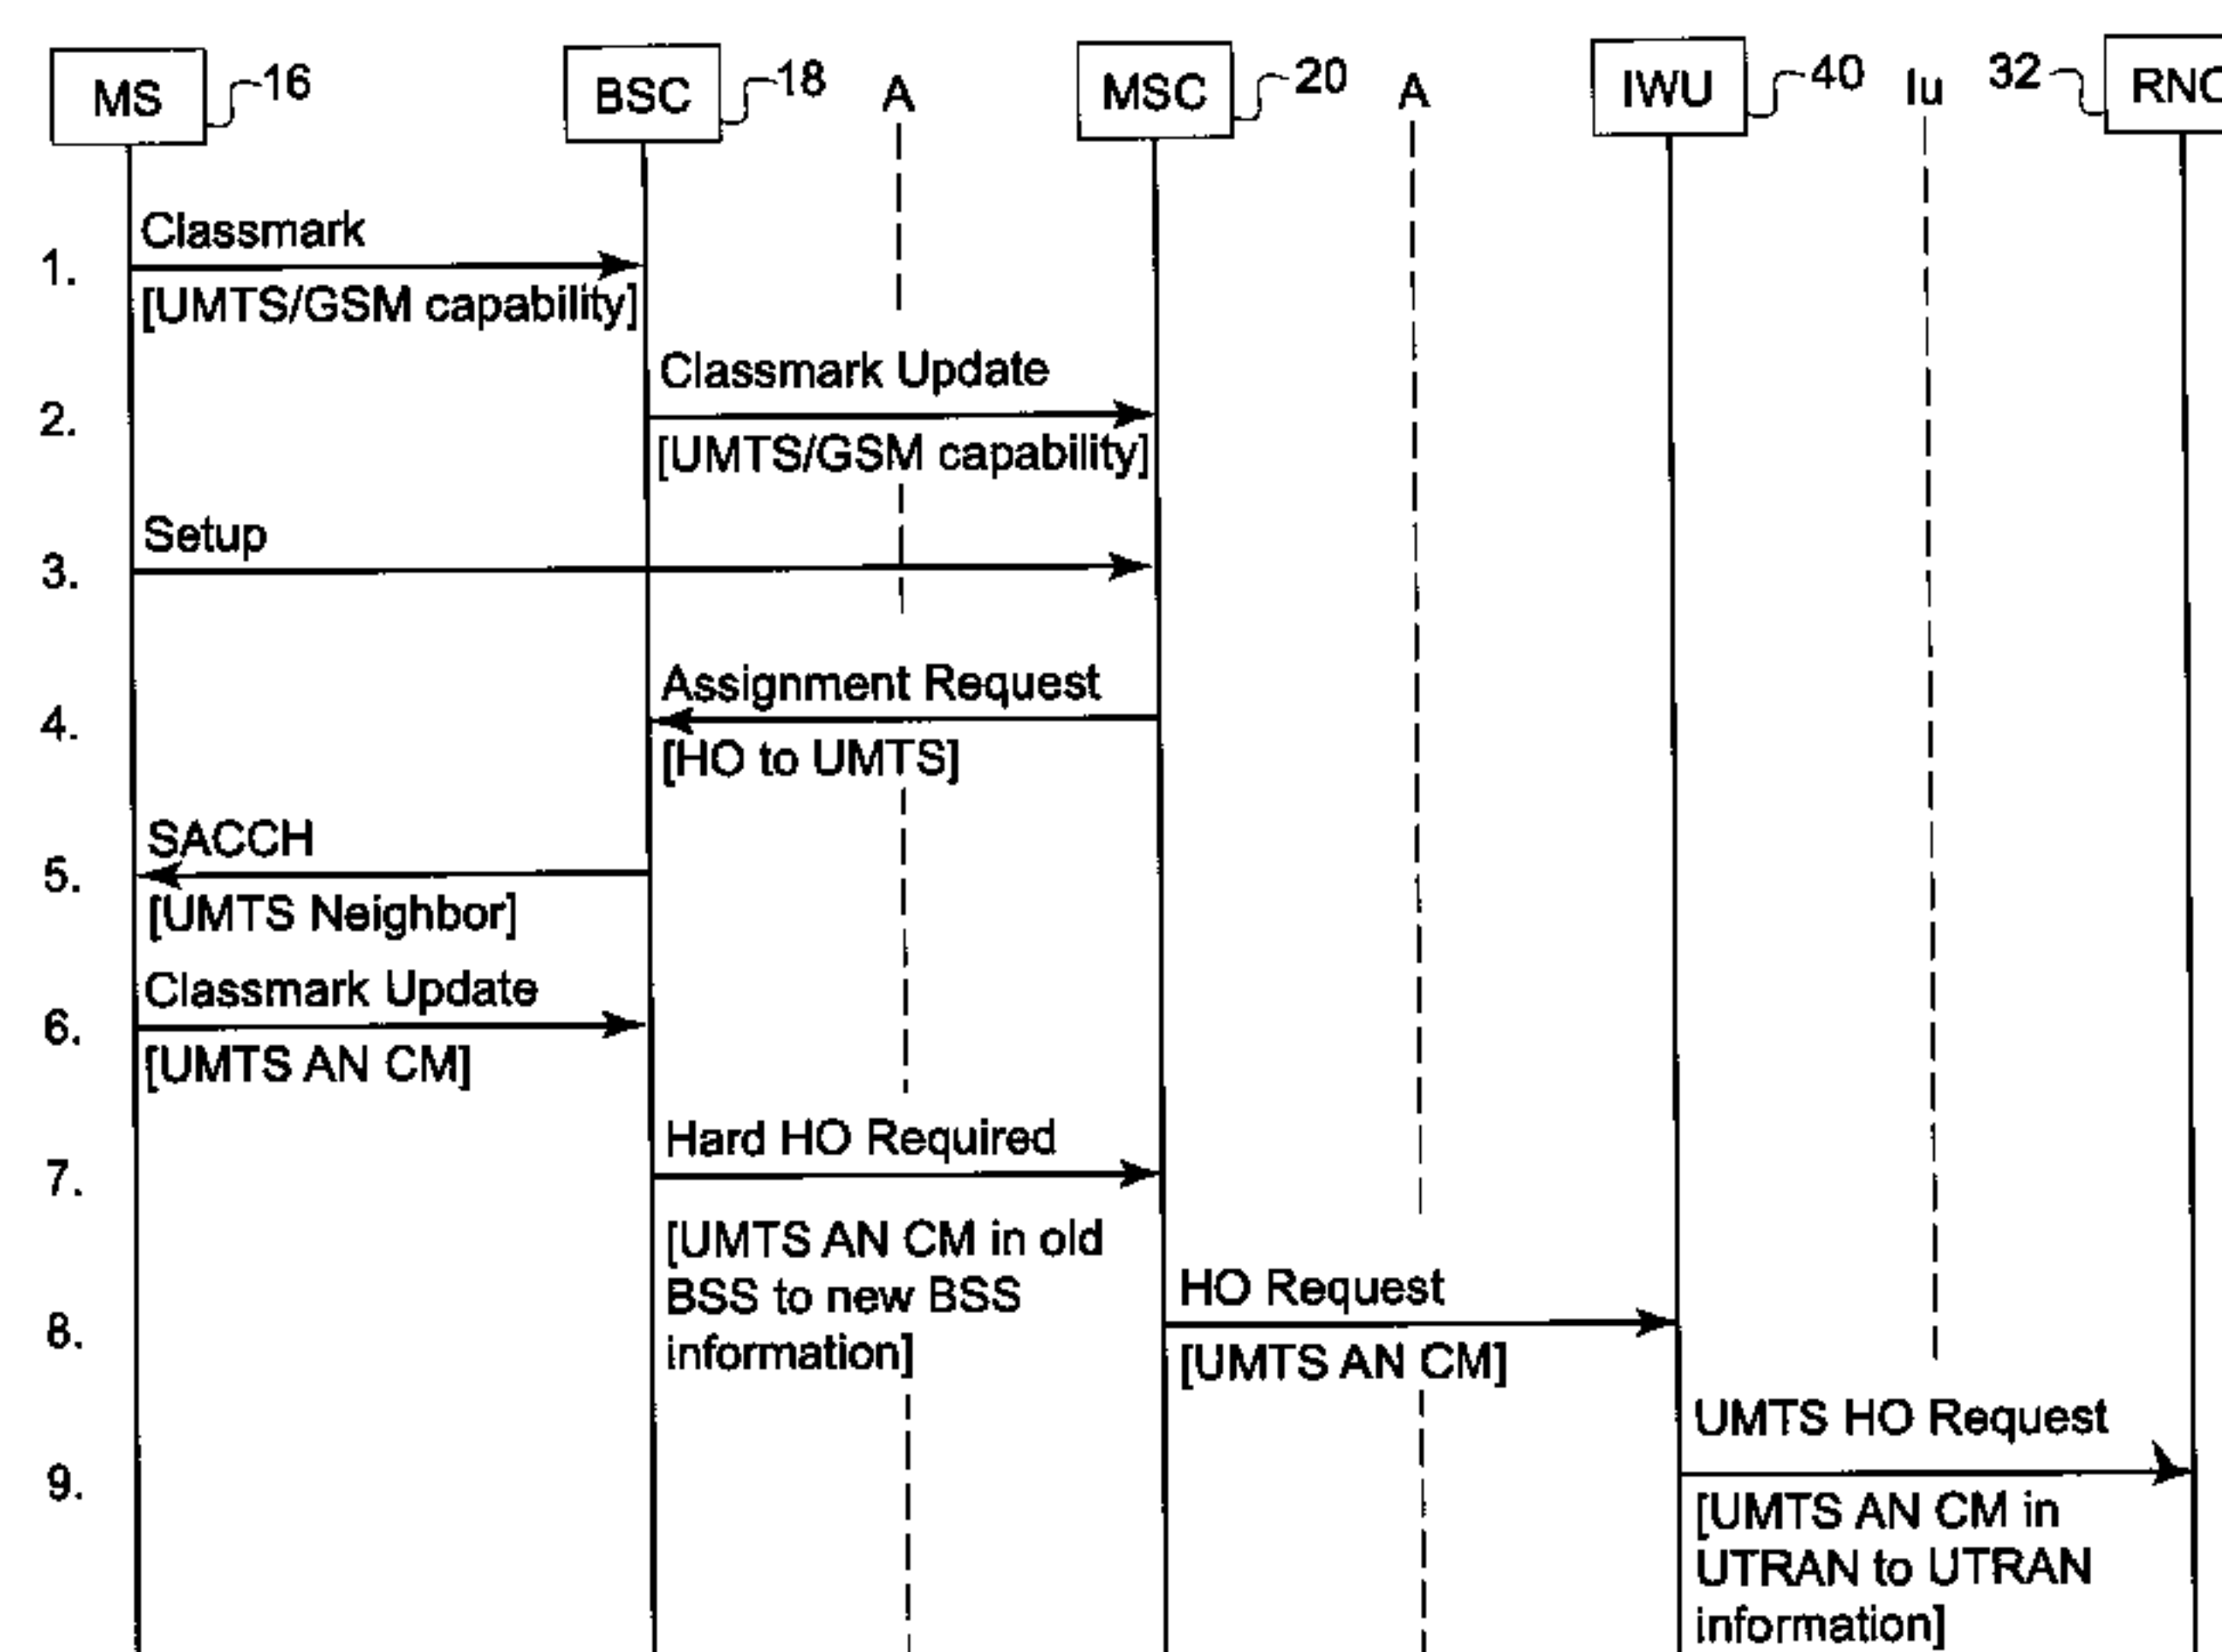 MS 16 BSC 18 A MSC 20 A IWU 40 Iu 32 RNC
Classmark
1.
[UMTS/GSM capability]
Classmark Update
2.
[UMTS/GSM capability]
Setup
3.
Assignment Request
4.
[HO to UMTS]
SACCH
5.
[UMTS Neighbor]
Classmark Update
6.
[UMTS AN CM]
Hard HO Required
7.
[UMTS AN CM in old
BSS to new BSS
information]
HO Request
8.
[UMTS AN CM]
UMTS HO Request
9.
[UMTS AN CM in
UTRAN to UTRAN
information]